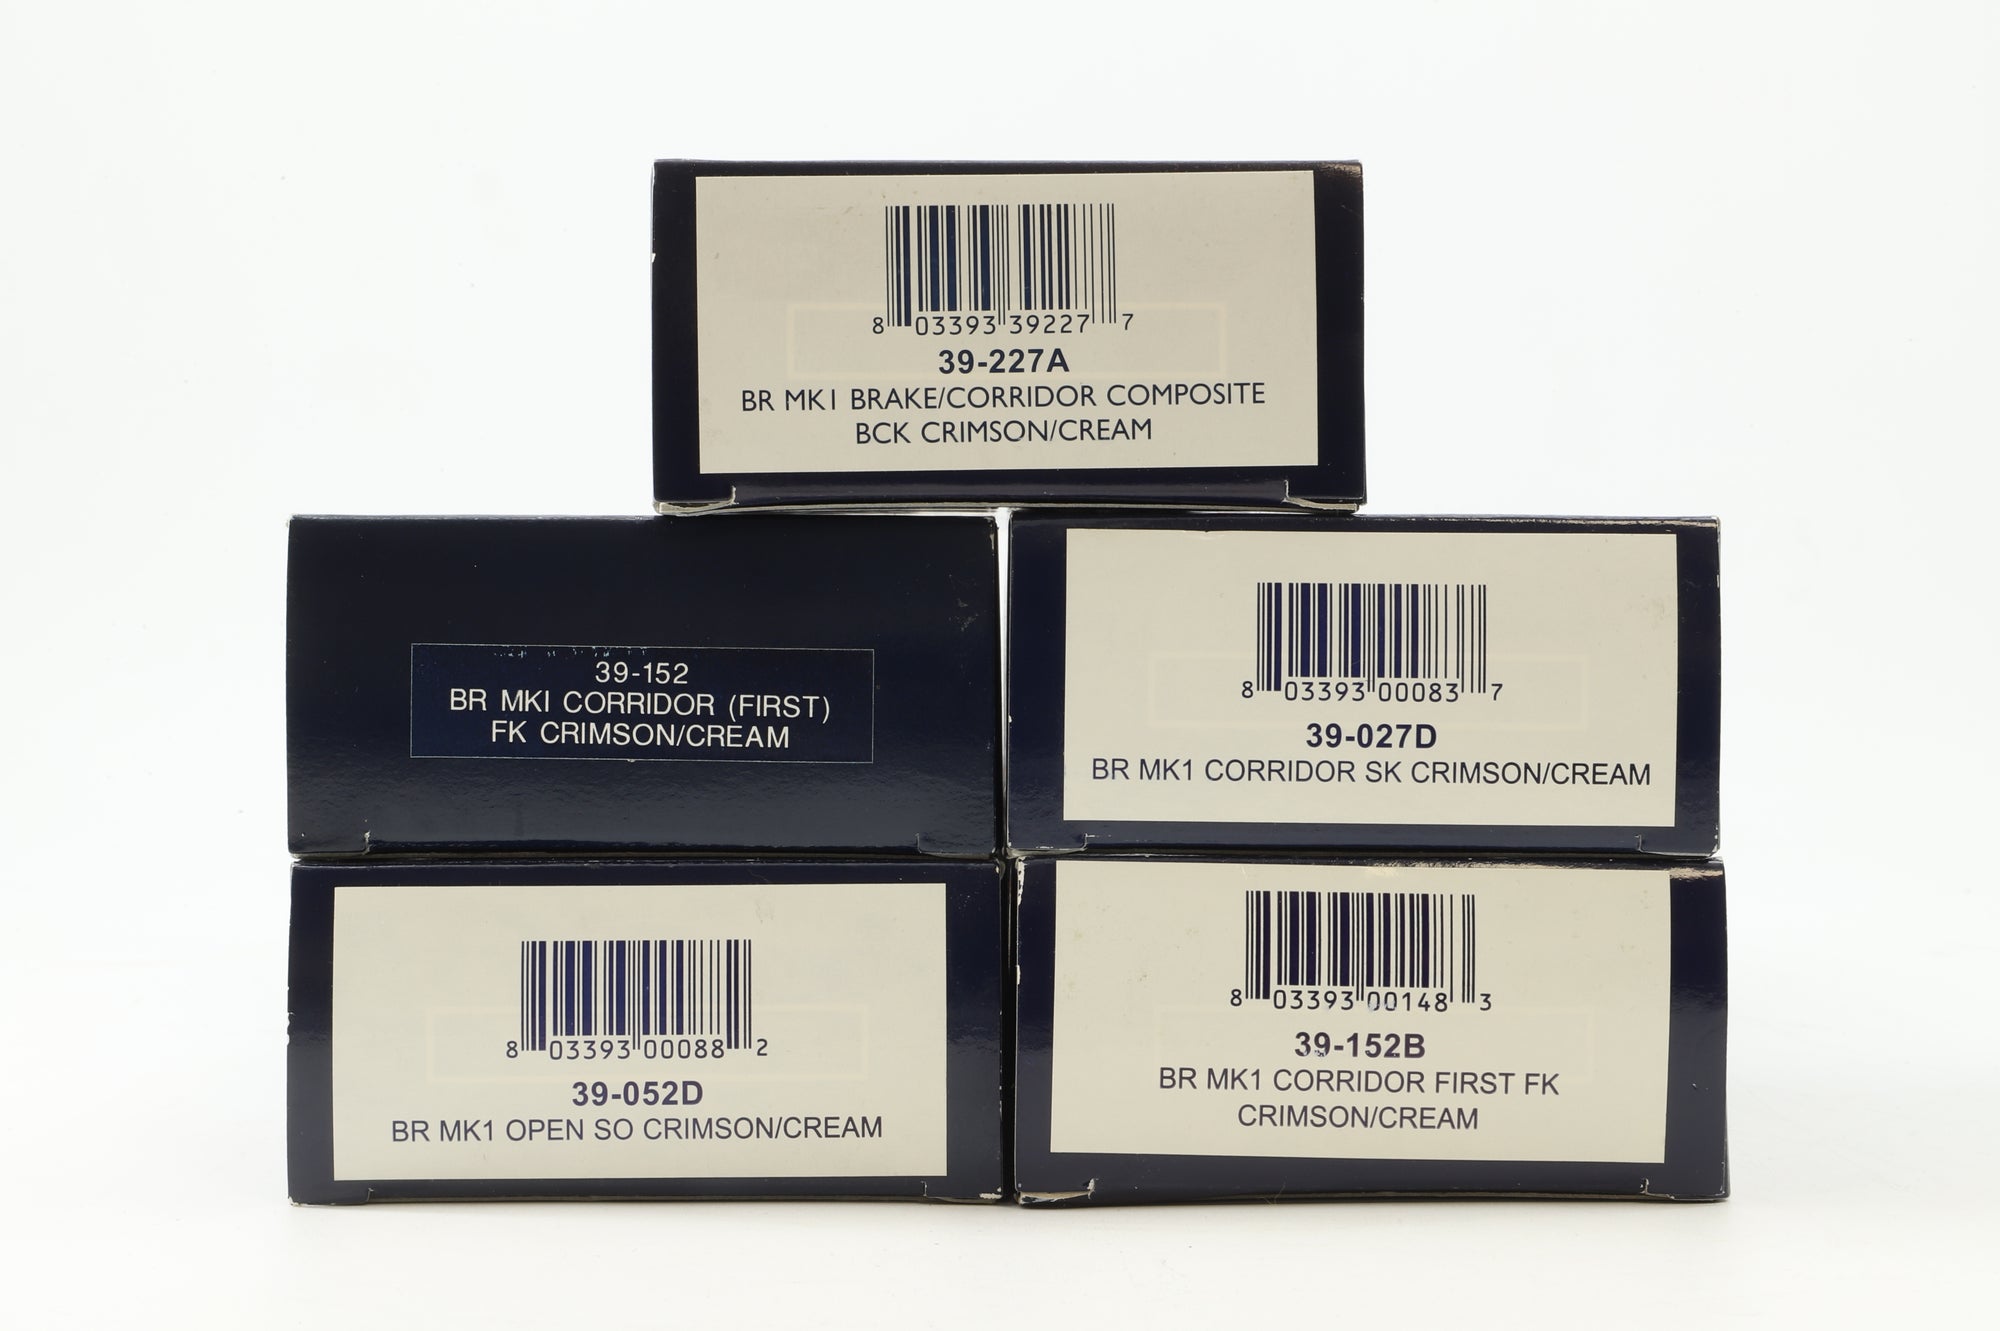 8 03393 39227 7
39-227A
BR MK1 BRAKE/CORRIDOR COMPOSITE
BCK CRIMSON/CREAM
39-152
BR MKI CORRIDOR (FIRST)
FK CRIMSON/CREAM
8 03393 00083 7
39-027D
BR MK1 CORRIDOR SK CRIMSON/CREAM
8 03393 00088 2
39-052D
BR MK1 OPEN SO CRIMSON/CREAM
8 03393 00148 3
39-152B
BR MK1 CORRIDOR FIRST FK
CRIMSON/CREAM